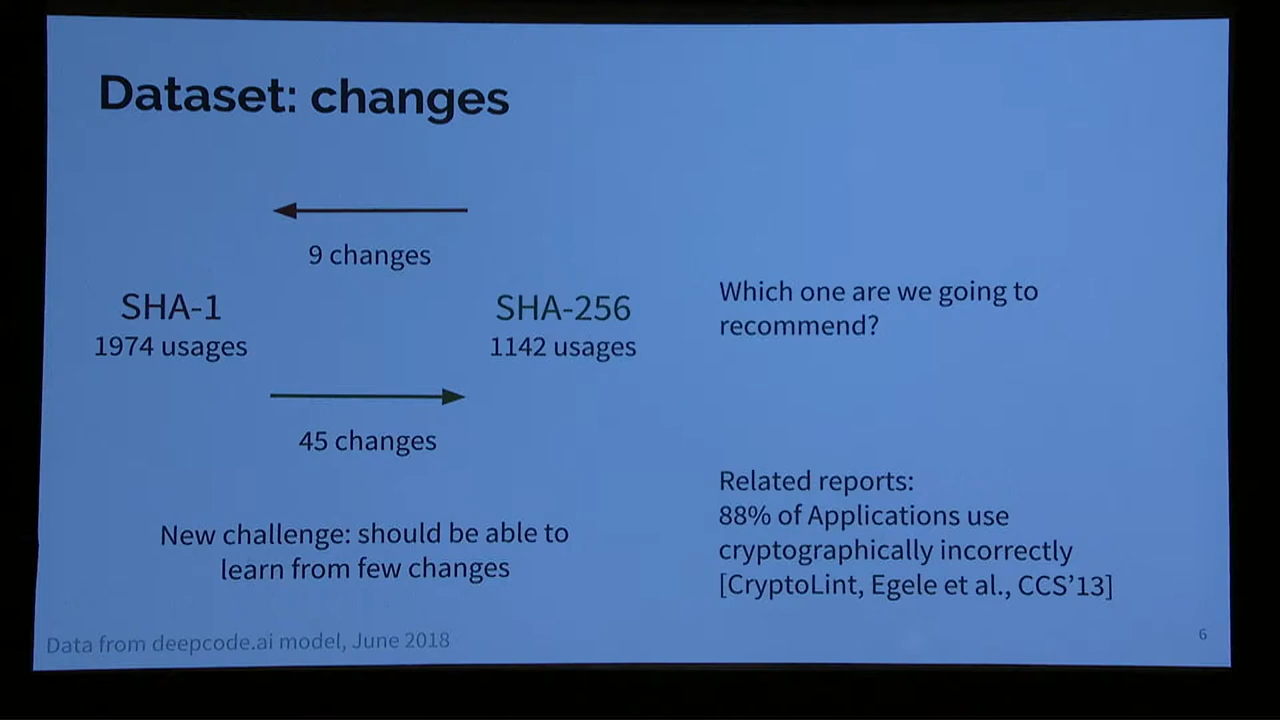 Dataset: changes
9 changes
SHA-1
1974 usages
SHA-256
1142 usages
45 changes
New challenge: should be able to
learn from few changes
Which one are we going to
recommend?
Related reports:
88% of Applications use
cryptographically incorrectly
[CryptoLint, Egele et al., CCS’13]
Data from deepcode.ai model, June 2018
6